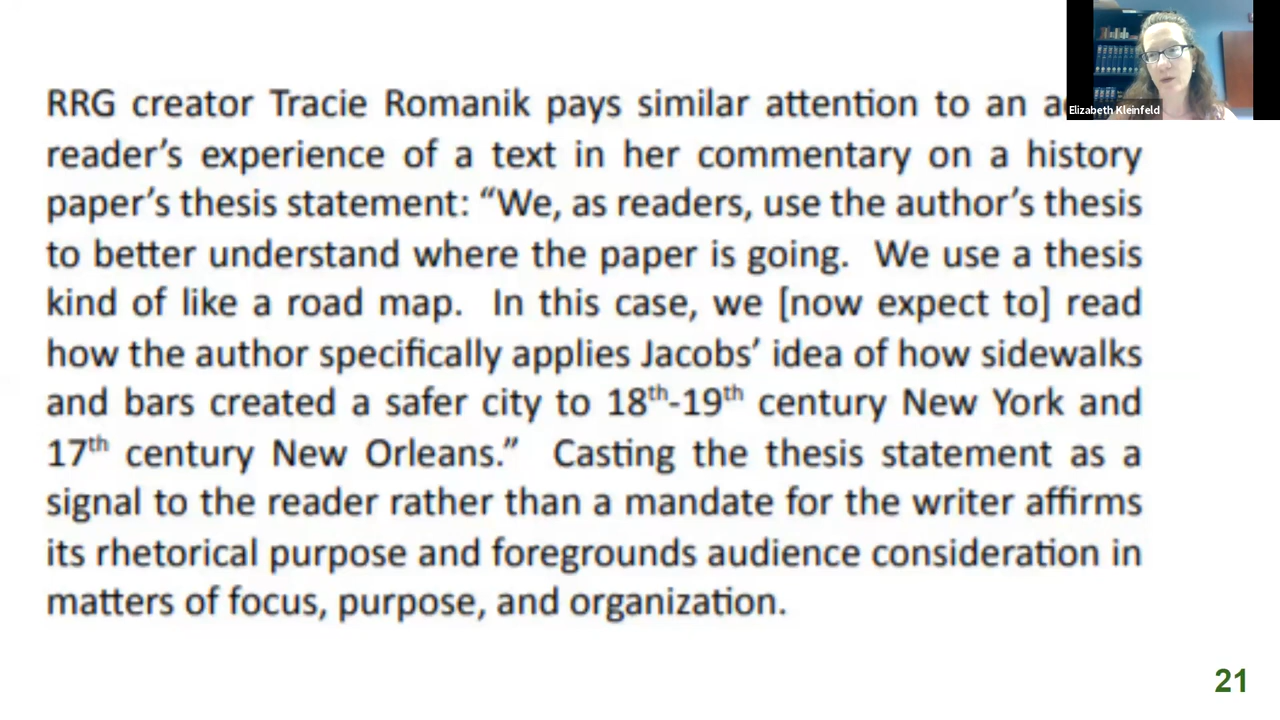 RRG creator Tracie Romanik pays similar attention to an
Elizabeth Kleinfeld
reader’s experience of a text in her commentary on a history
paper’s thesis statement: “We, as readers, use the author’s thesis
to better understand where the paper is going.  We use a thesis
kind of like a road map.  In this case, we [now expect to] read
how the author specifically applies Jacobs’ idea of how sidewalks
and bars created a safer city to 18th-19th century New York and
17th century New Orleans.”  Casting the thesis statement as a
signal to the reader rather than a mandate for the writer affirms
its rhetorical purpose and foregrounds audience consideration in
matters of focus, purpose, and organization.
21